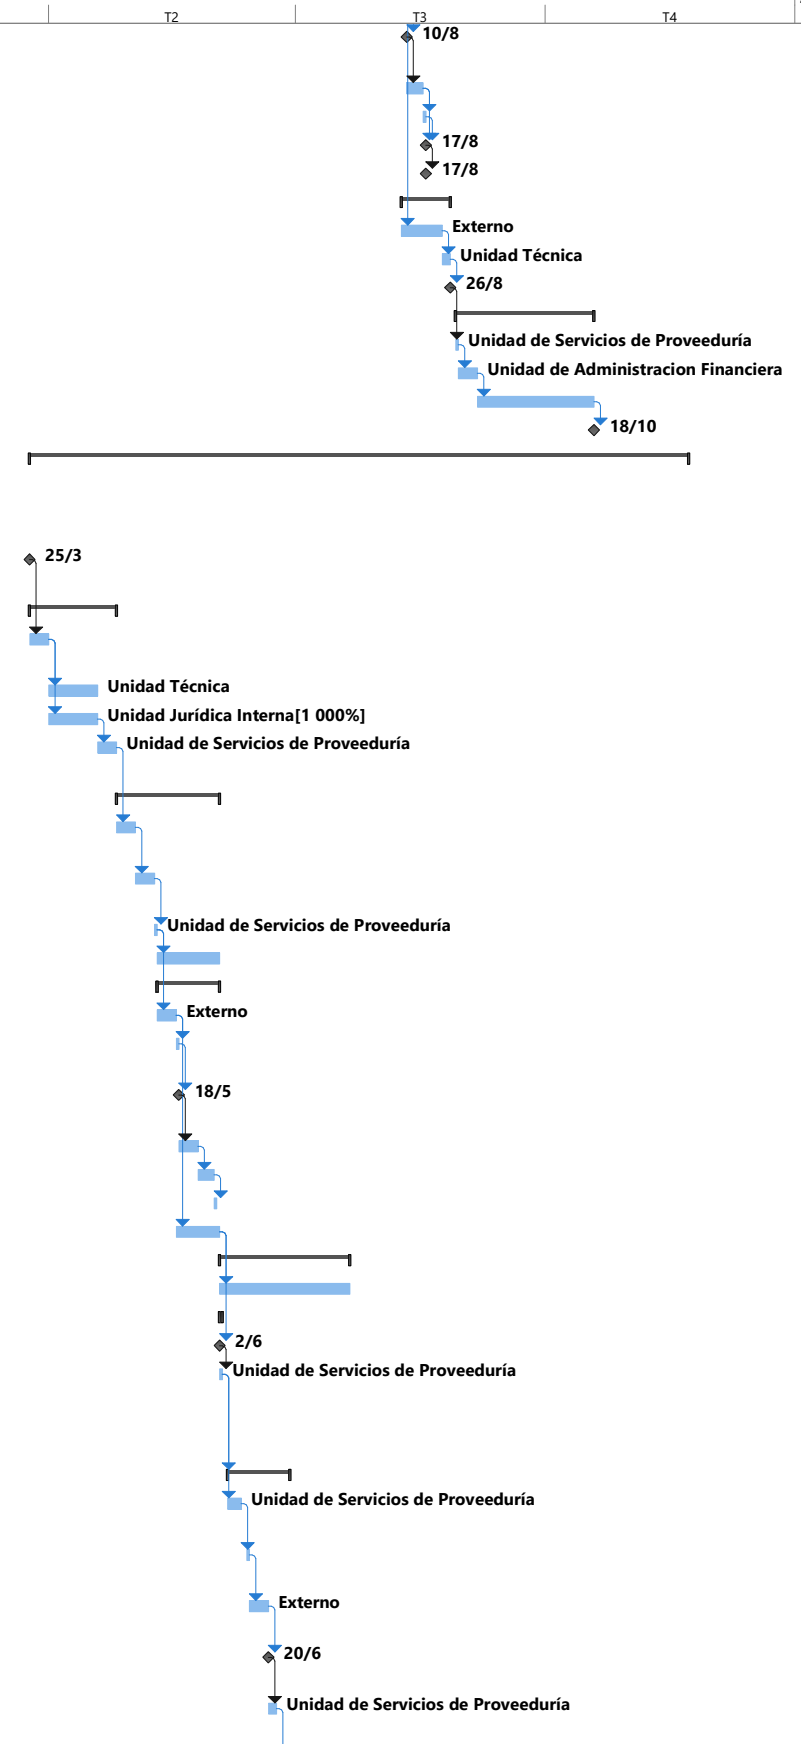 T2 T3 T4
10/8
17/8
17/8
Externo
Unidad Técnica
26/8
Unidad de Servicios de Proveeduría
Unidad de Administracion Financiera
18/10
25/3
Unidad Técnica
Unidad Jurídica Interna[1 000%]
Unidad de Servicios de Proveeduría
Unidad de Servicios de Proveeduría
Externo
18/5
2/6
Unidad de Servicios de Proveeduría
Unidad de Servicios de Proveeduría
Externo
20/6
Unidad de Servicios de Proveeduría